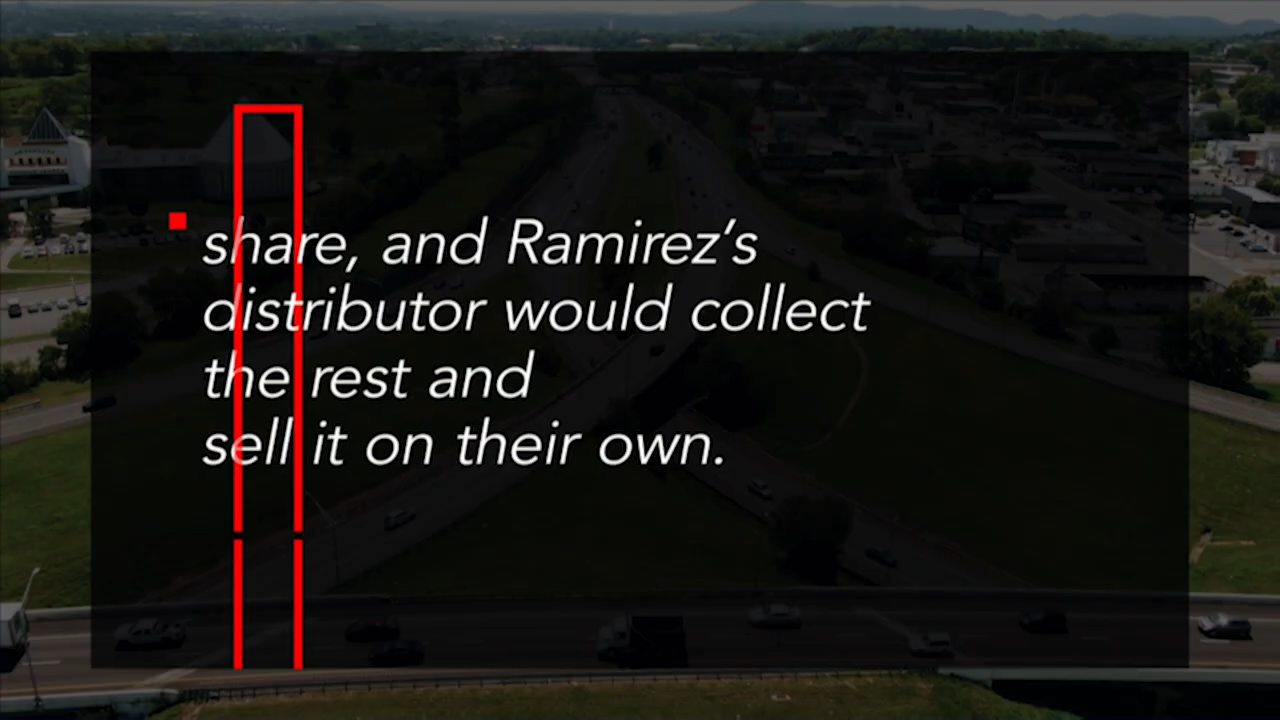 share, and Ramirez’s
distributor would collect
the rest and
sell it on their own.